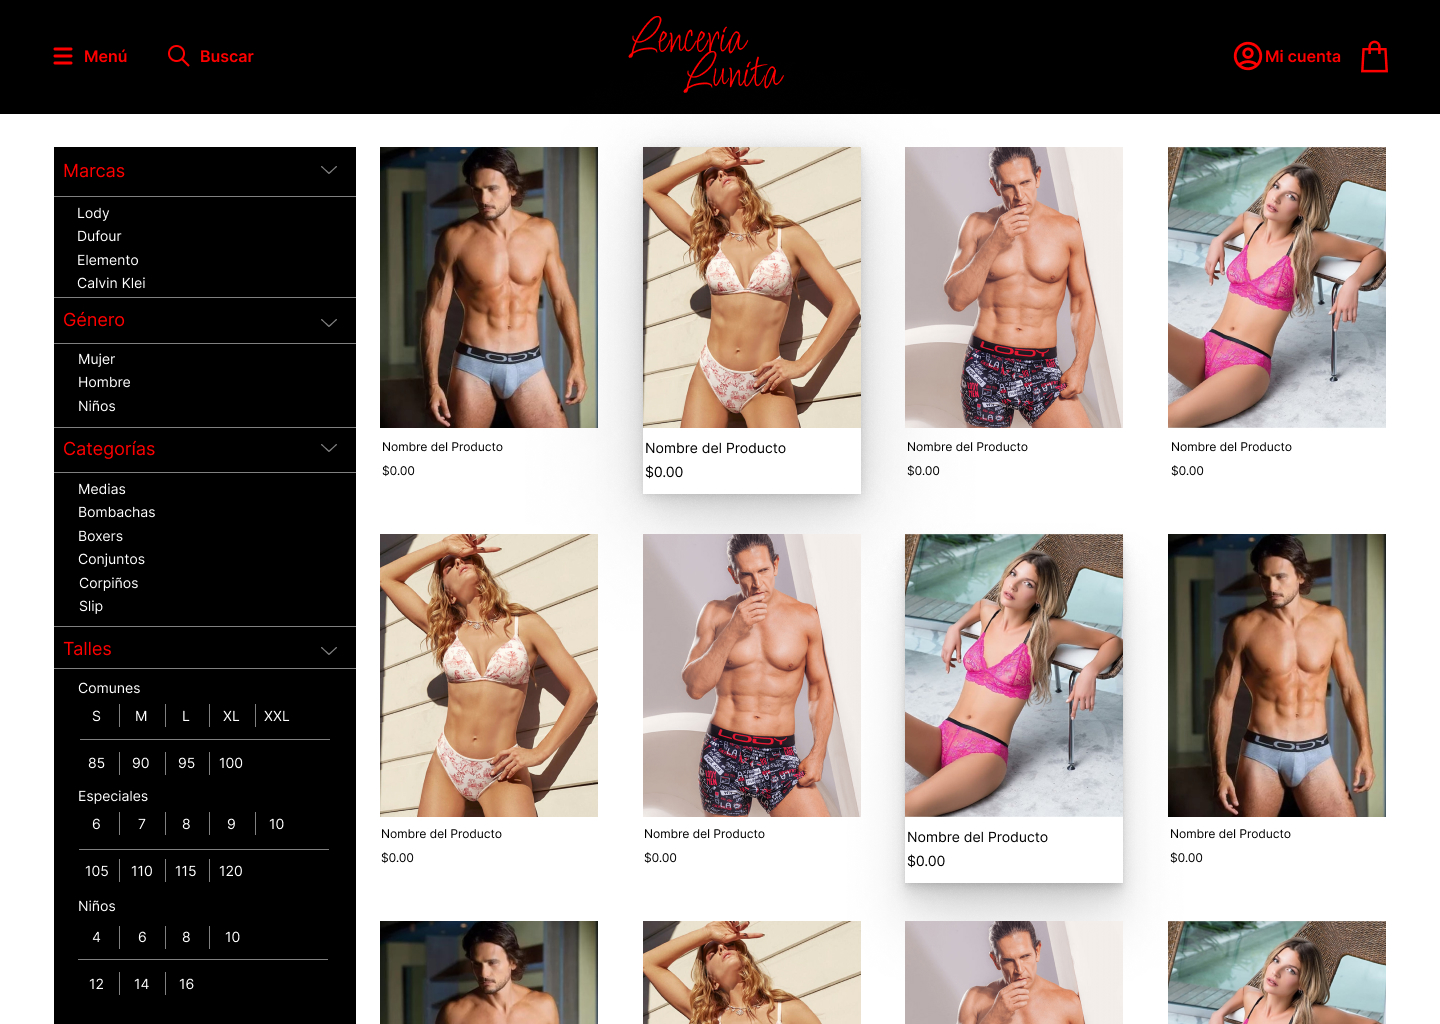 Menú
Buscar
Lencería
Lunita
Mi cuenta
Marcas
Lody
Dufour
Elemento
Calvin Klei
Género
Mujer
Hombre
Niños
Categorías
Medias
Bombachas
Boxers
Conjuntos
Corpiños
Slip
Talles
Comunes
S M L XL XXL
85 90 95 100
Especiales
6 7 8 9 10
105 110 115 120
Niños
4 6 8 10
12 14 16
LODY
LODY
Nombre del Producto
$0.00
Nombre del Producto
$0.00
Nombre del Producto
$0.00
Nombre del Producto
$0.00
LODY
LODY
Nombre del Producto
$0.00
Nombre del Producto
$0.00
Nombre del Producto
$0.00
Nombre del Producto
$0.00